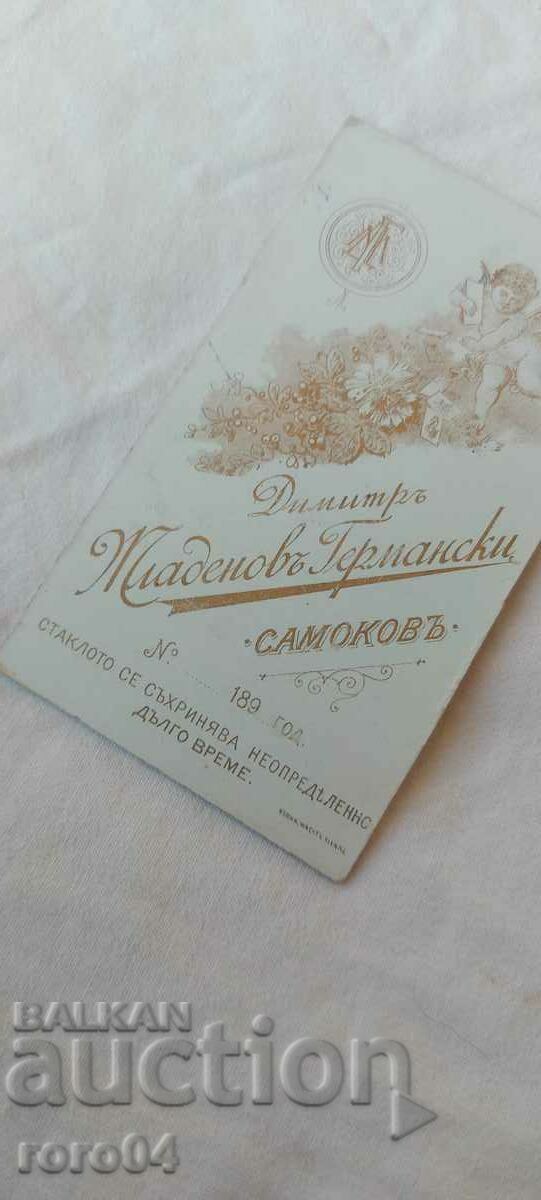 Димитръ
Младеновъ Германски
·САМОКОВЪ·
№ ...... 189 ... ГОД.
СТАКЛОТО СЕ СЪХРИНЯВА НЕОПРЕДѢЛЕННО
ДЪЛГО ВРЕМЕ.
BALKAN
auction
roro04